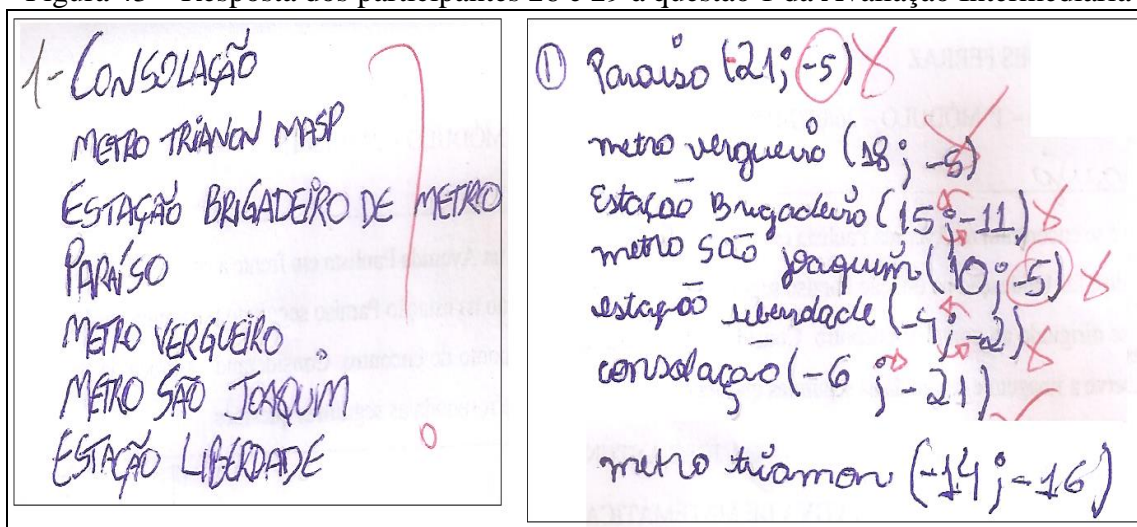 Figura 43 – Resposta dos participantes 28 e 29 à questão 1 da Avaliação Intermediária
1- CONSOLAÇÃO
METRO TRIANON MASP
ESTAÇÃO BRIGADEIRO DE METRO
PARAÍSO
METRO VERGUEIRO
METRO SÃO JOAQUIM
ESTAÇÃO LIBERDADE
0
① Paraiso (21; -5)
metro vergueiro (18; -8)
Estação Brigadeiro (15; -11)
metro São Joaquim (10; -5)
estação liberdade (-1; -2)
consolação (-6; -21)
metro triamon (-14; -16)